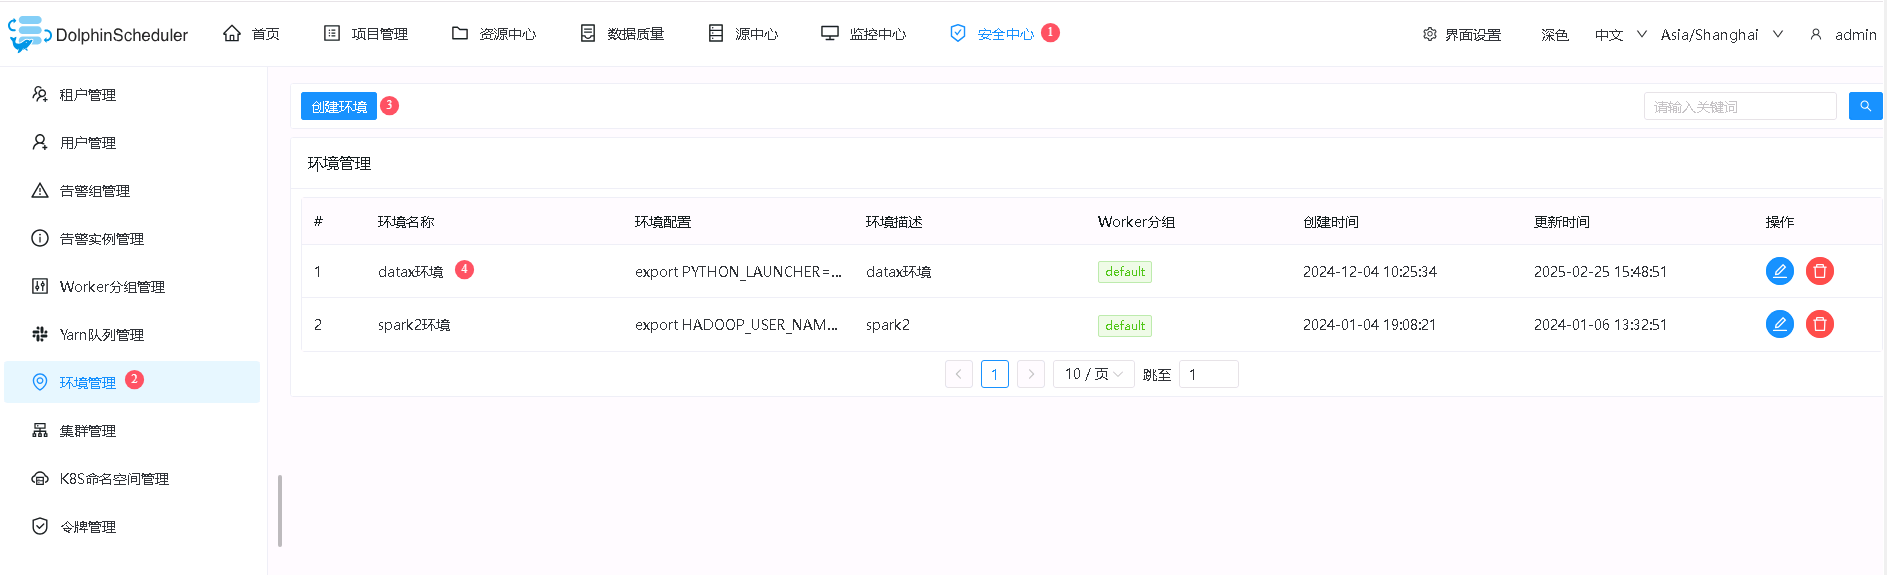 DolphinScheduler 首页 项目管理 资源中心 数据质量 源中心 监控中心 安全中心 1 界面设置 深色 中文 Asia/Shanghai admin
租户管理
用户管理
告警组管理
告警实例管理
Worker分组管理
Yarn队列管理
环境管理 2
集群管理
K8S命名空间管理
令牌管理
创建环境 3 请输入关键词
环境管理
# 环境名称 环境配置 环境描述 Worker分组 创建时间 更新时间 操作
1 datax环境 4 export PYTHON_LAUNCHER=... datax环境 default 2024-12-04 10:25:34 2025-02-25 15:48:51
2 spark2环境 export HADOOP_USER_NAM... spark2 default 2024-01-04 19:08:21 2024-01-06 13:32:51
1 10 / 页 跳至 1